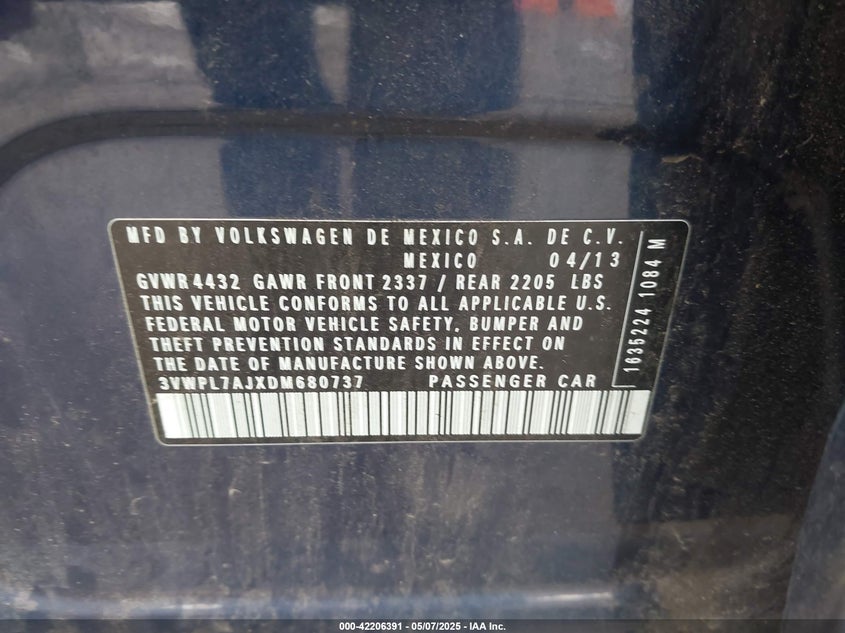 MFD BY VOLKSWAGEN DE MEXICO S.A. DE C.V.
MEXICO 04/13
GVWR 4432 GAWR FRONT 2337 / REAR 2205 LBS
THIS VEHICLE CONFORMS TO ALL APPLICABLE U.S.
FEDERAL MOTOR VEHICLE SAFETY, BUMPER AND
THEFT PREVENTION STANDARDS IN EFFECT ON
THE DATE OF MANUFACTURE SHOWN ABOVE.
3VWPL7AJXDM680737 PASSENGER CAR
1635224 1084 M
000-42206391 | 05/07/2025 - IAA Inc.